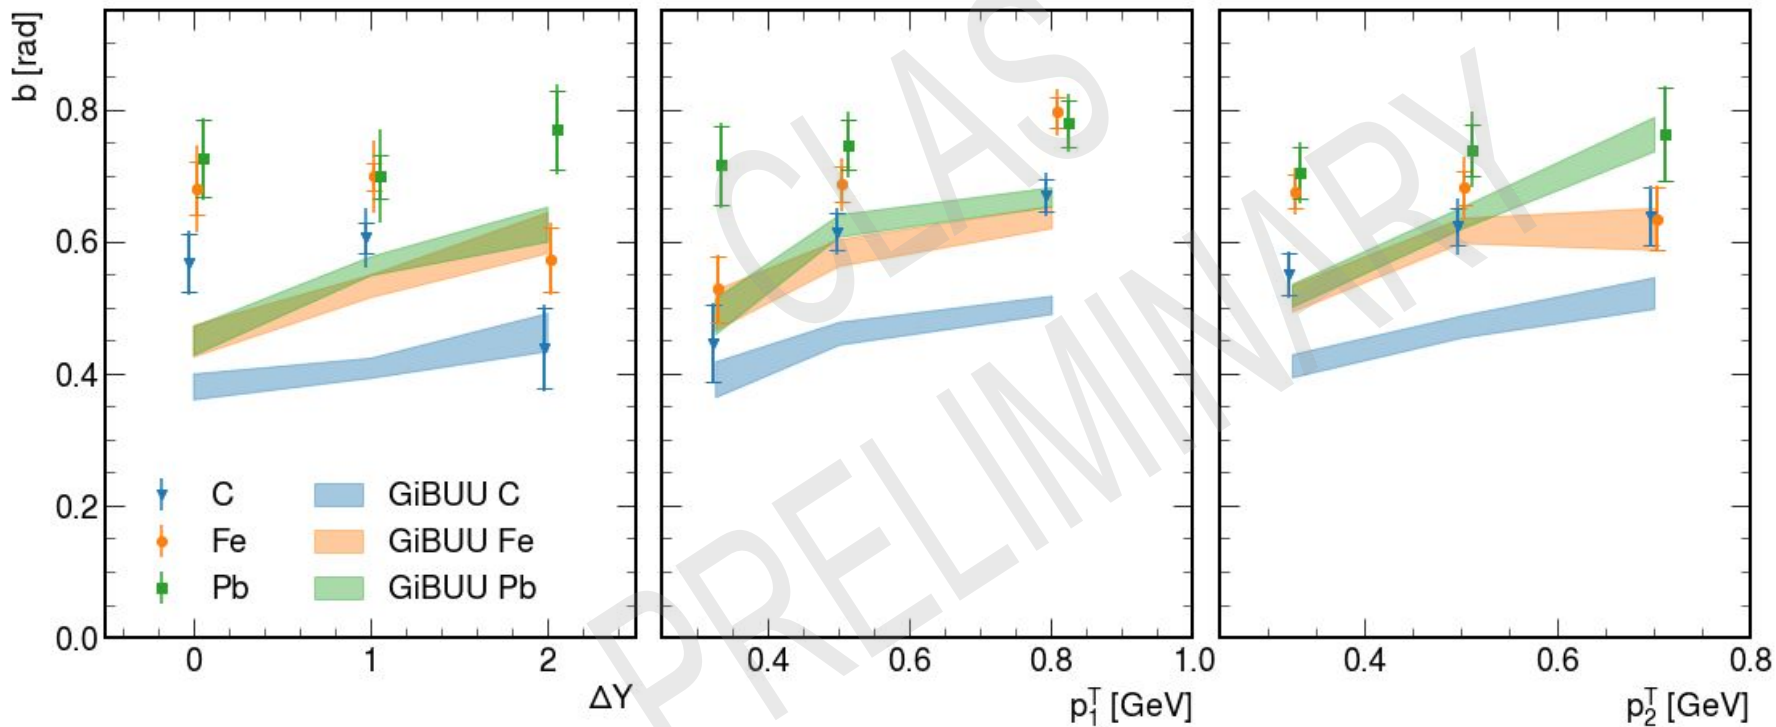 b [rad]
0.8
0.6
0.4
0.2
0.0
C
Fe
Pb
GiBUU C
GiBUU Fe
GiBUU Pb
0 1 2
ΔY
0.4 0.6 0.8 1.0
p₁ᵀ [GeV]
0.4 0.6 0.8
p₂ᵀ [GeV]
CLAS
PRELIMINARY